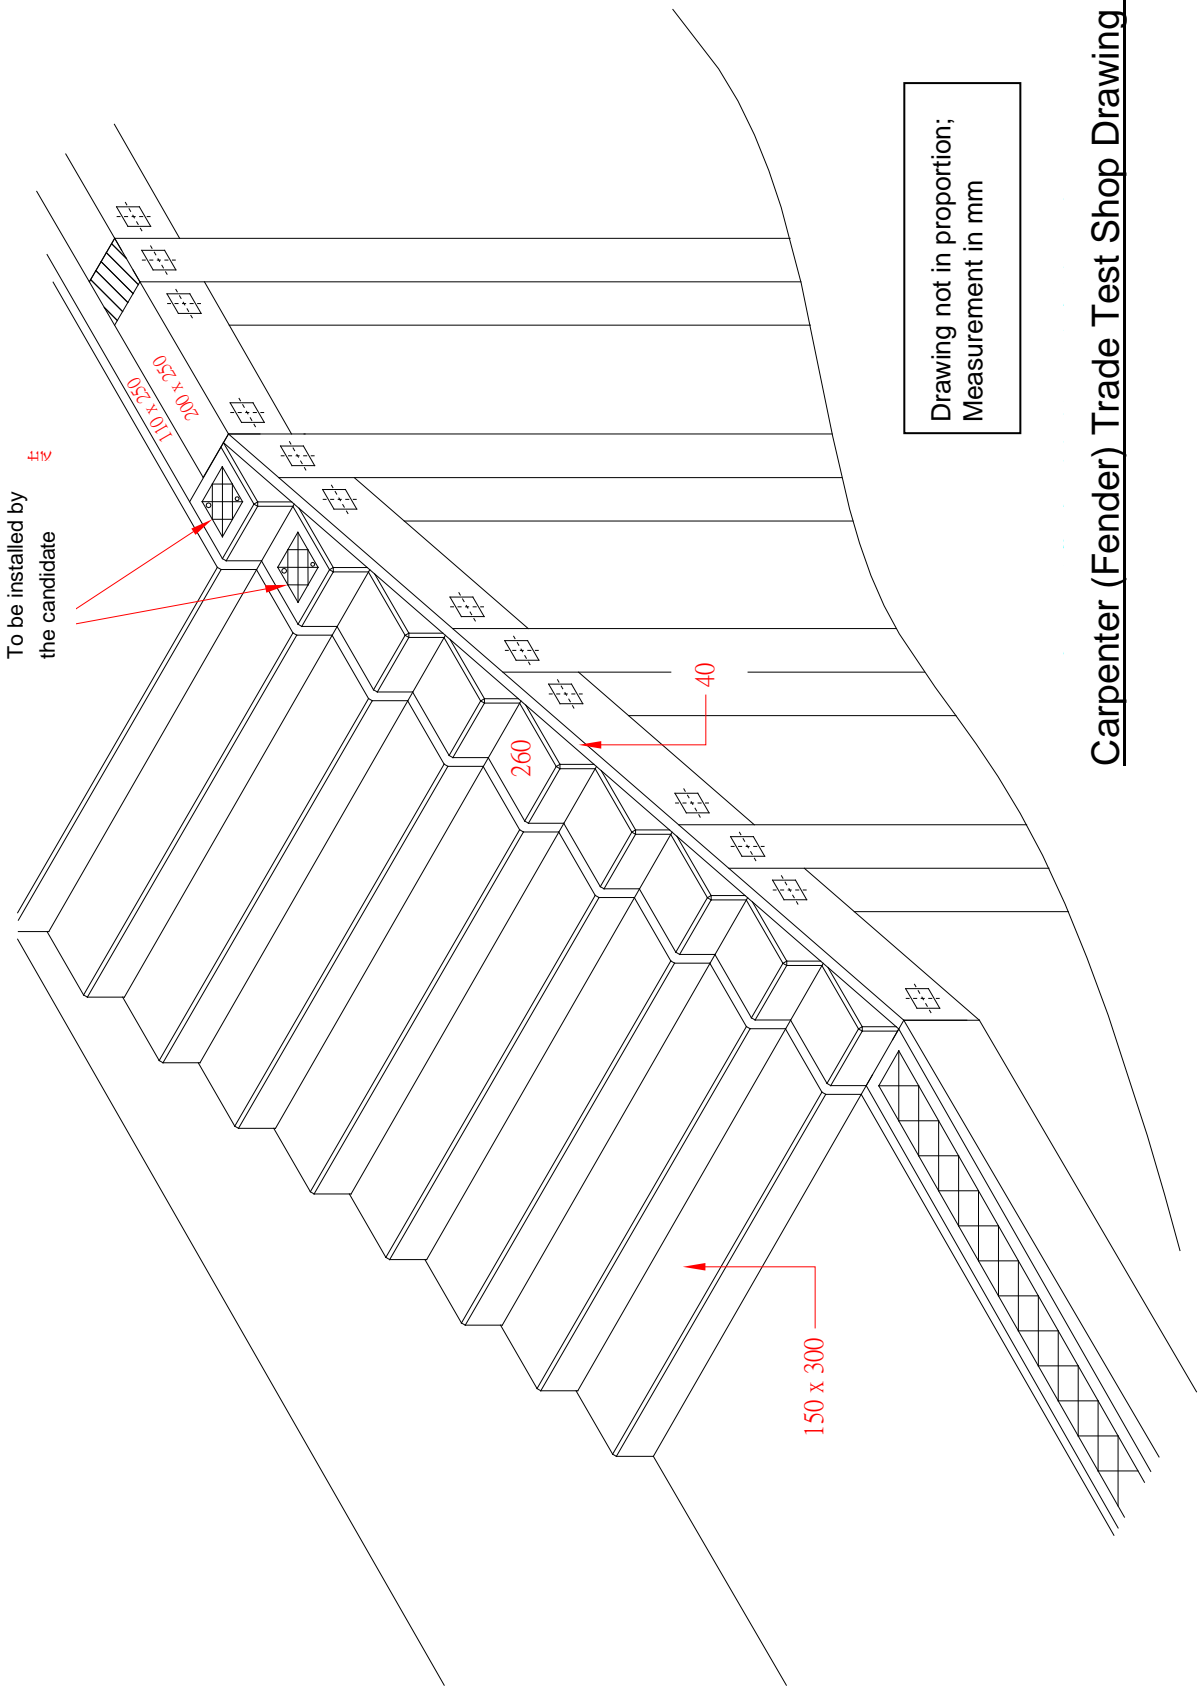 To be installed by
the candidate
110 x 250
200 x 250
260
40
150 x 300
Drawing not in proportion;
Measurement in mm
Carpenter (Fender) Trade Test Shop Drawing